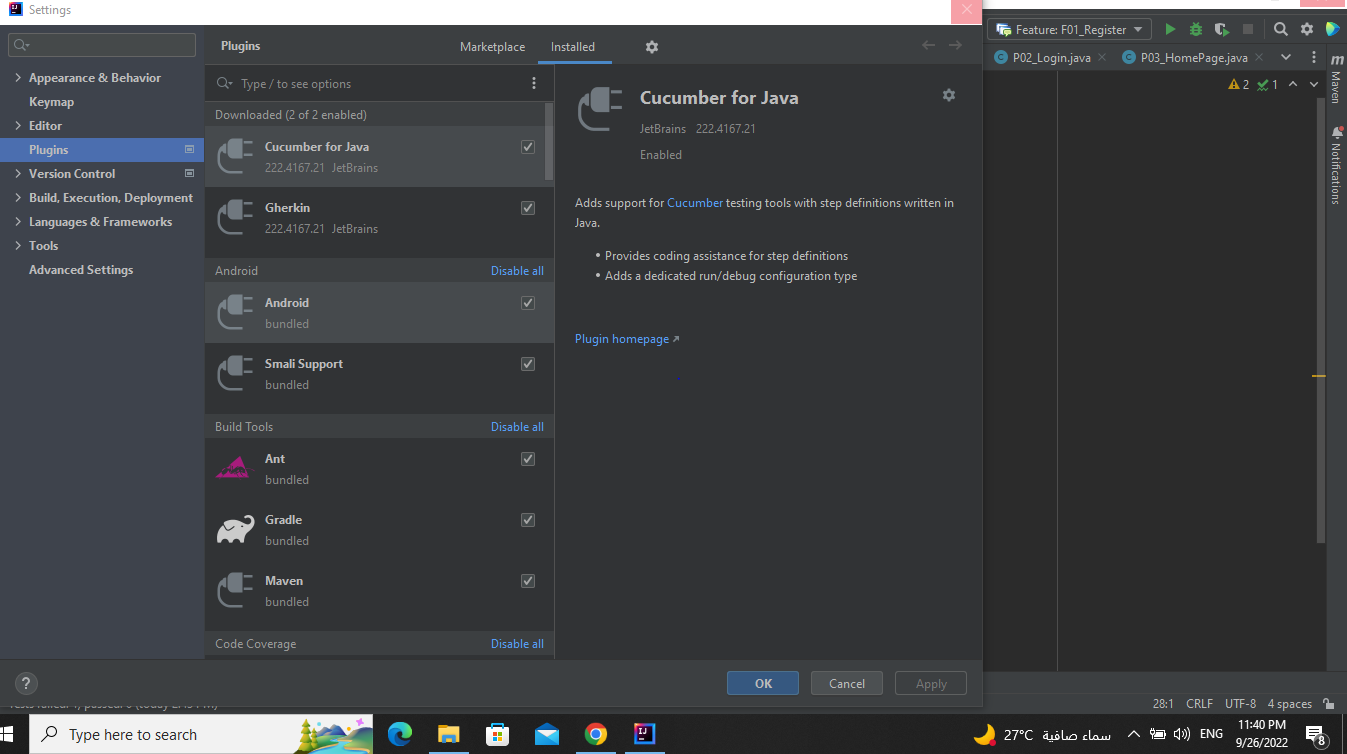 Settings
Plugins
Marketplace
Installed
Appearance & Behavior
Keymap
Editor
Plugins
Version Control
Build, Execution, Deployment
Languages & Frameworks
Tools
Advanced Settings
Type / to see options
Downloaded (2 of 2 enabled)
Cucumber for Java
222.4167.21 JetBrains
Gherkin
222.4167.21 JetBrains
Android Disable all
Android
bundled
Smali Support
bundled
Build Tools Disable all
Ant
bundled
Gradle
bundled
Maven
bundled
Code Coverage Disable all
Cucumber for Java
JetBrains 222.4167.21
Enabled
Adds support for Cucumber testing tools with step definitions written in
Java.
• Provides coding assistance for step definitions
• Adds a dedicated run/debug configuration type
Plugin homepage ↗
?
OK
Cancel
Apply
Feature: F01_Register
P02_Login.java
P03_HomePage.java
2
1
m
Maven
Notifications
28:1 CRLF UTF-8 4 spaces
Type here to search
IJ
27°C سماء صافية
ENG
11:40 PM
9/26/2022
8